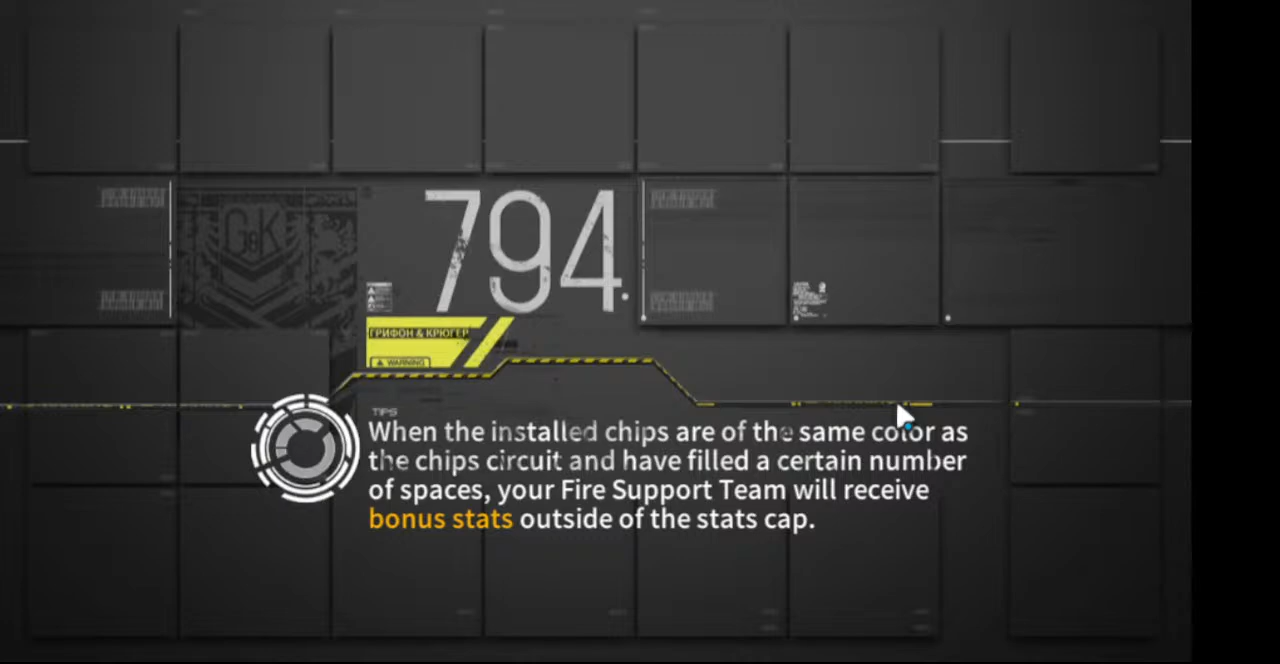 G&K
794.
ГРИФОН & КРЮГЕР
WARNING
TIPS
When the installed chips are of the same color as
the chips circuit and have filled a certain number
of spaces, your Fire Support Team will receive
bonus stats outside of the stats cap.